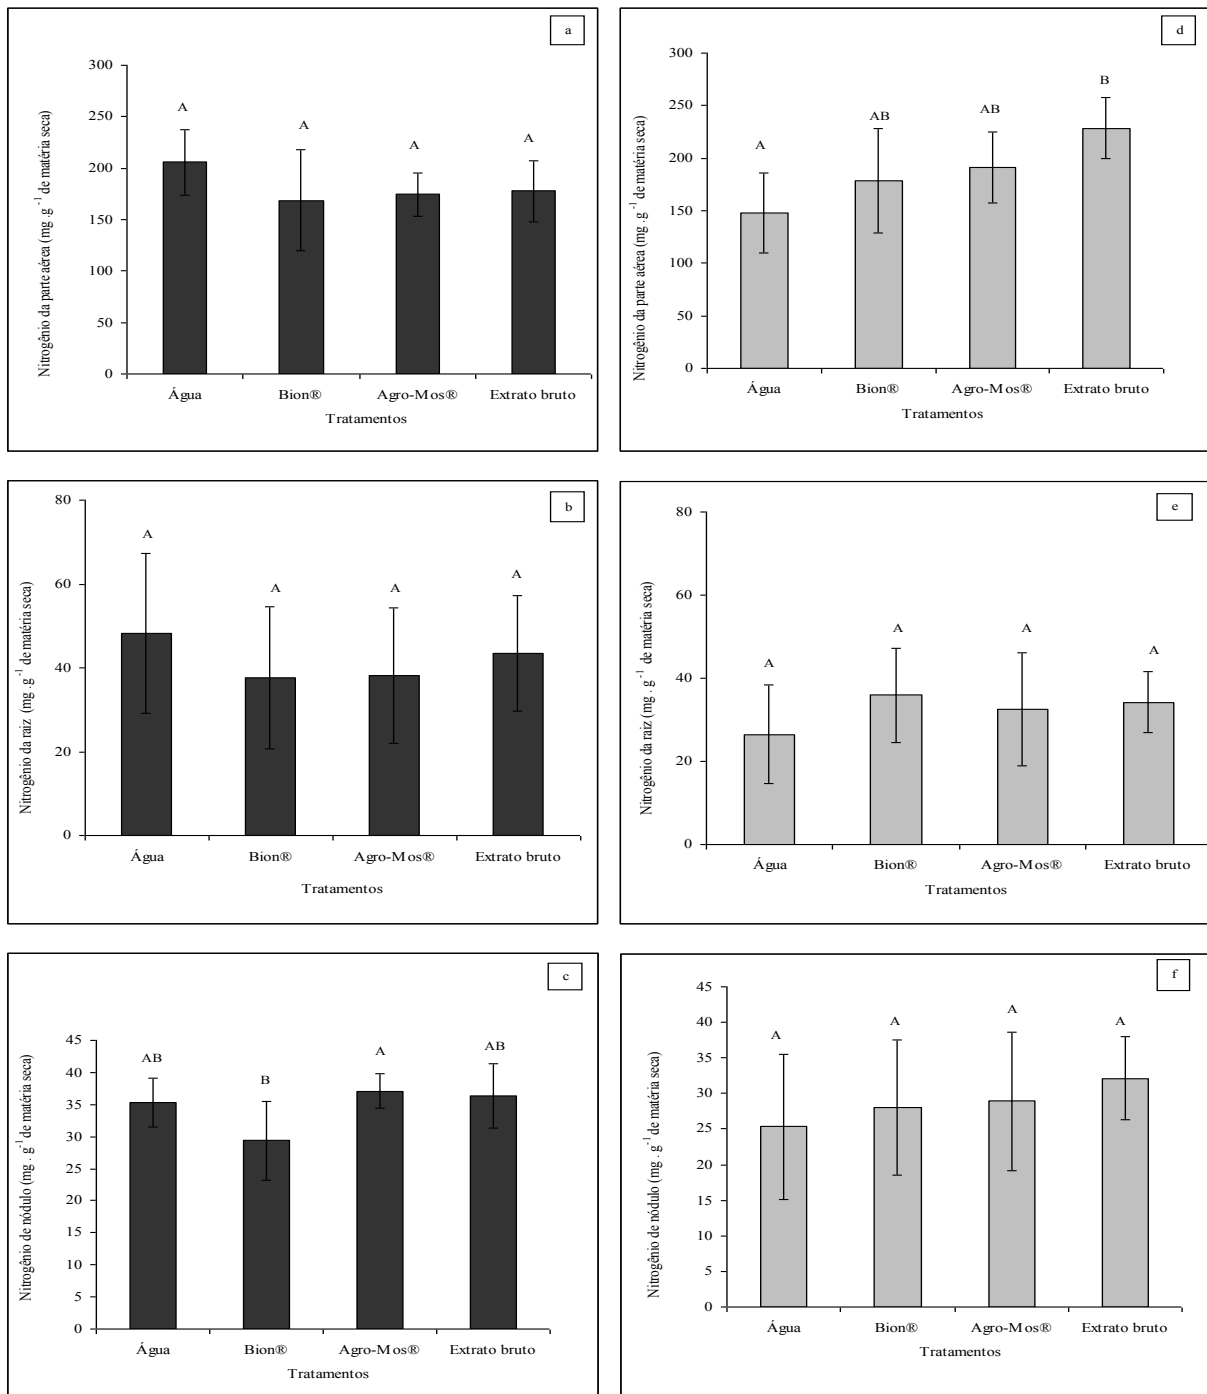 a
Nitrogênio da parte aérea (mg .g⁻¹ de matéria seca)
300
250
200
150
100
50
0
A
A
A
A
Água
Bion®
Agro-Mos®
Extrato bruto
Tratamentos
d
Nitrogênio da parte aérea (mg .g⁻¹ de matéria seca)
300
250
200
150
100
50
0
A
AB
AB
B
Água
Bion®
Agro-Mos®
Extrato bruto
Tratamentos
b
Nitrogênio da raiz (mg . g⁻¹ de matéria seca)
80
60
40
20
0
A
A
A
A
Água
Bion®
Agro-Mos®
Extrato bruto
Tratamentos
e
Nitrogênio da raiz (mg . g⁻¹ de matéria seca)
80
60
40
20
0
A
A
A
A
Água
Bion®
Agro-Mos®
Extrato bruto
Tratamentos
c
Nitrogênio de nódulo (mg . g⁻¹ de matéria seca)
45
40
35
30
25
20
15
10
5
0
AB
B
A
AB
Água
Bion®
Agro-Mos®
Extrato bruto
Tratamentos
f
Nitrogênio de nódulo (mg . g⁻¹ de matéria seca)
45
40
35
30
25
20
15
10
5
0
A
A
A
A
Água
Bion®
Agro-Mos®
Extrato bruto
Tratamentos